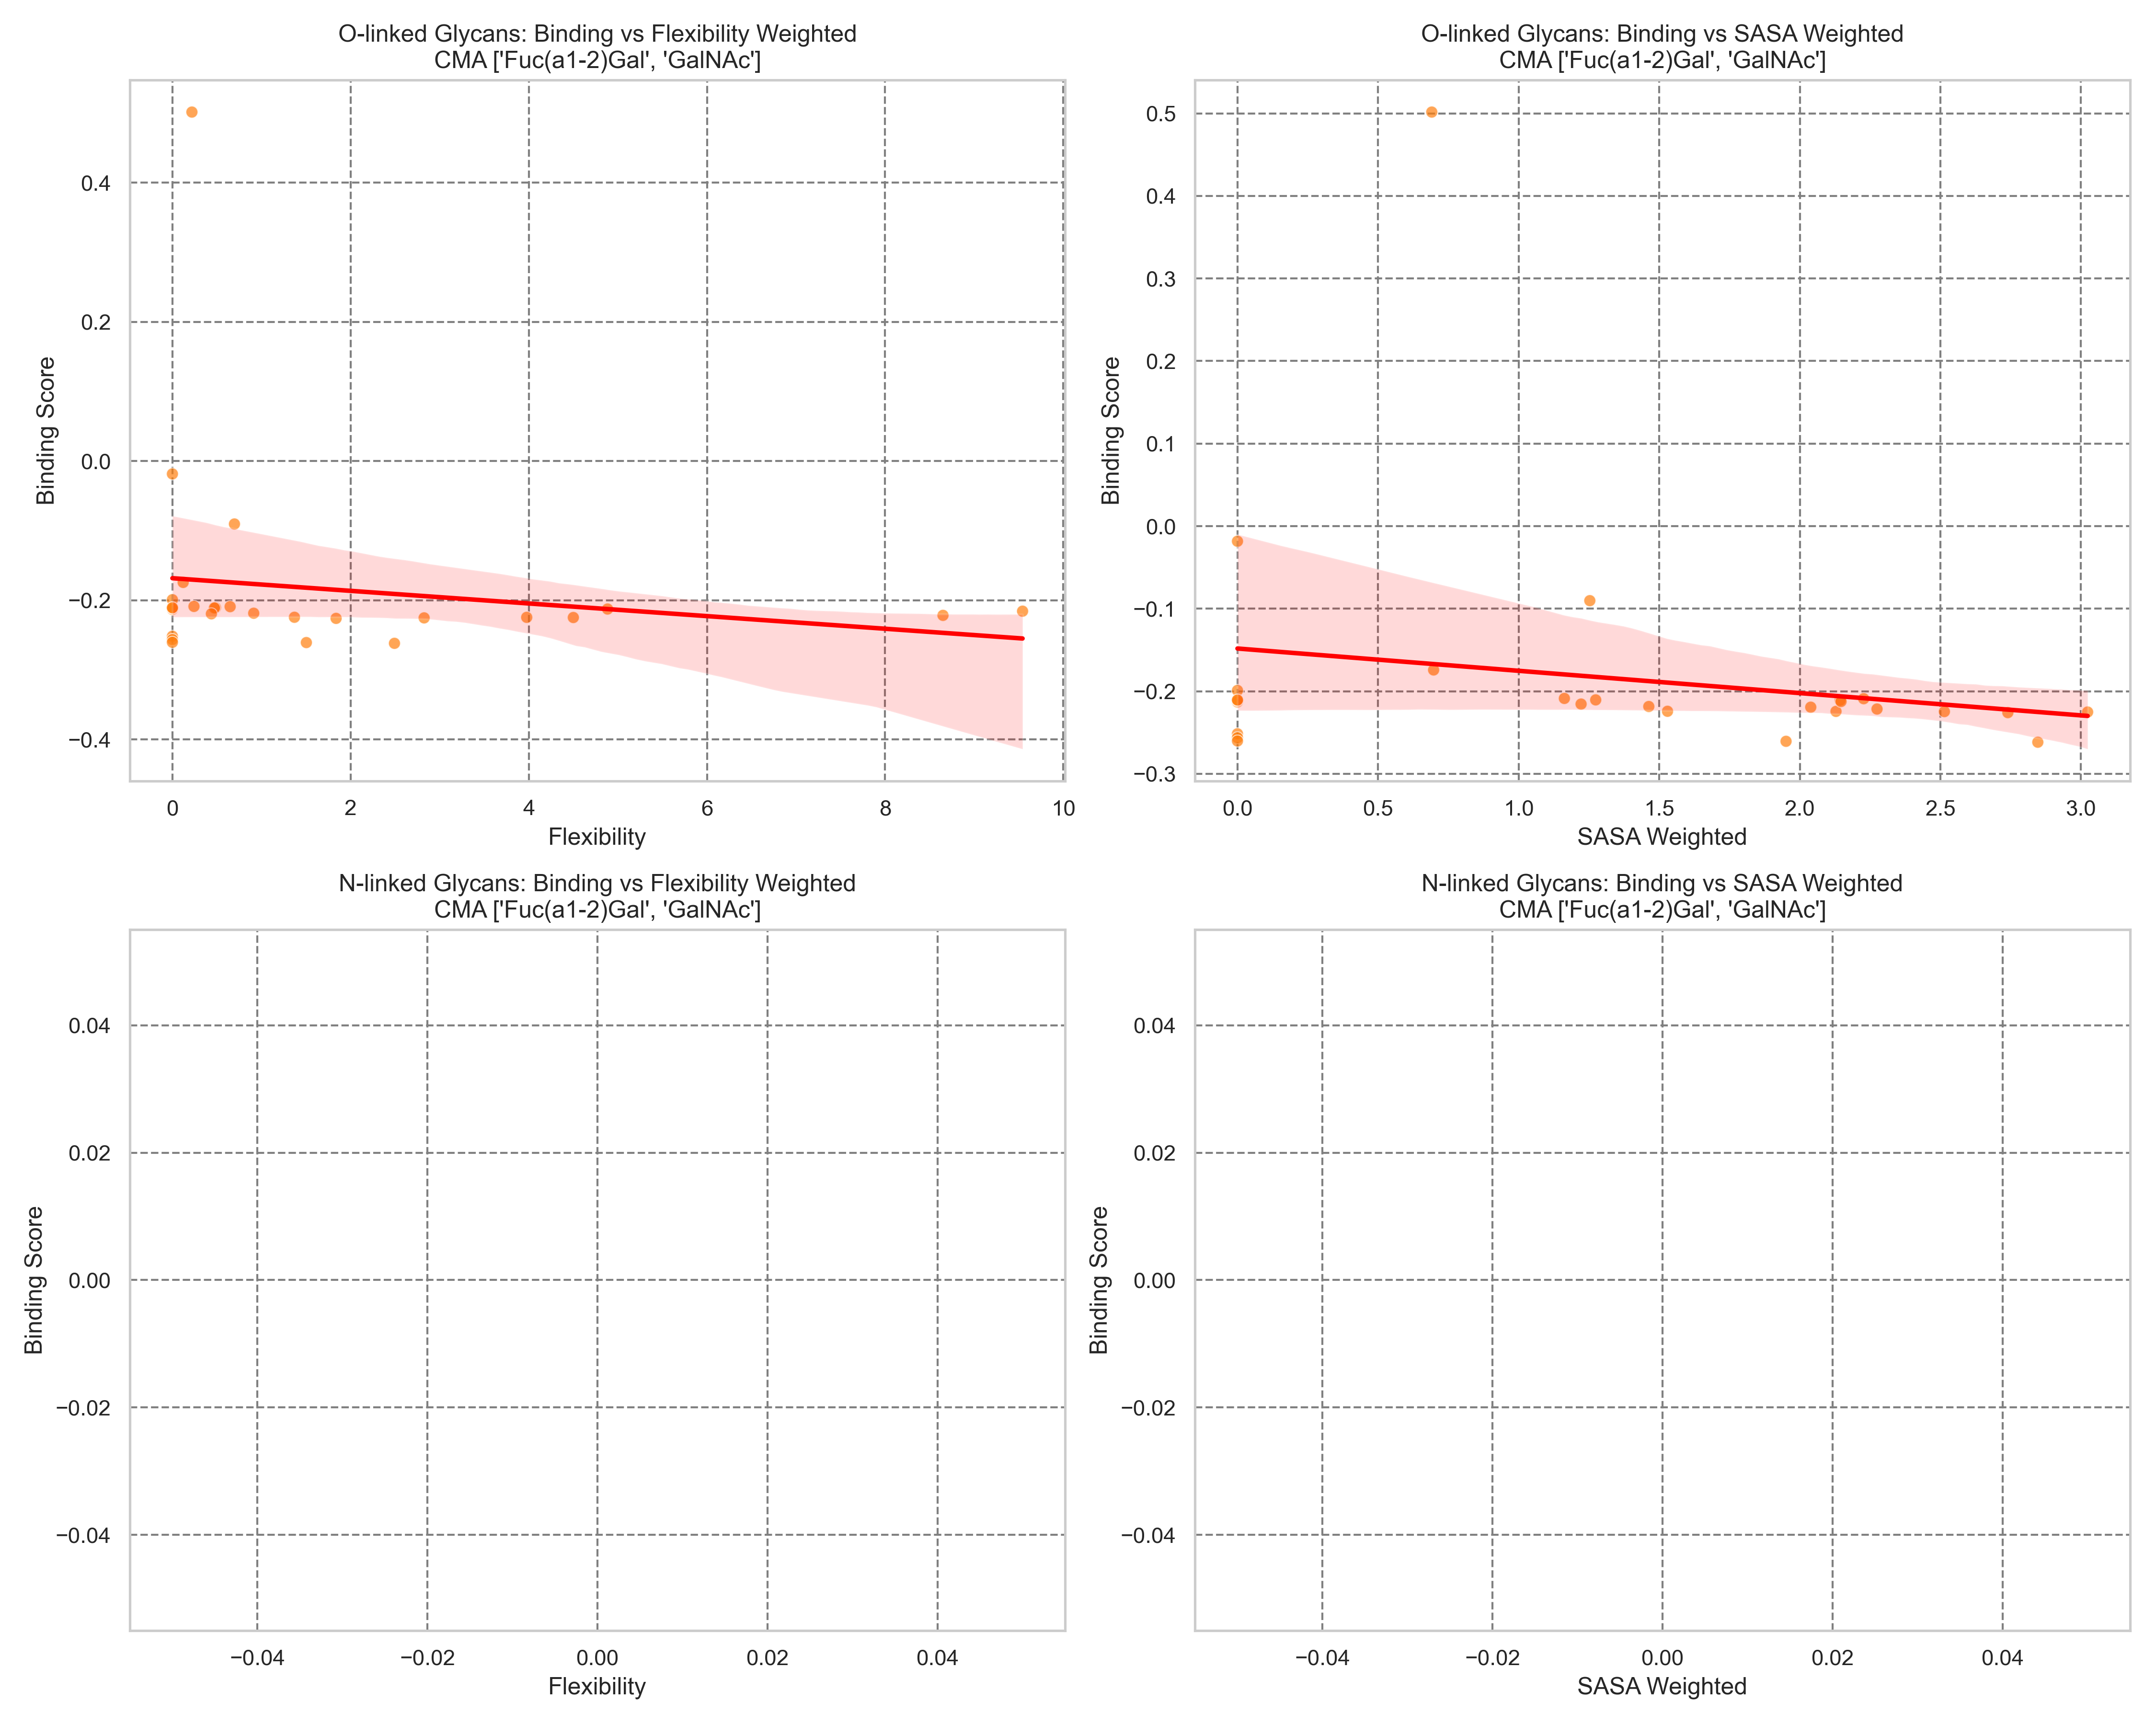 O-linked Glycans: Binding vs Flexibility Weighted
CMA ['Fuc(a1-2)Gal', 'GalNAc']
0.4
0.2
0.0
−0.2
−0.4
Binding Score
0 2 4 6 8 10
Flexibility
O-linked Glycans: Binding vs SASA Weighted
CMA ['Fuc(a1-2)Gal', 'GalNAc']
0.5
0.4
0.3
0.2
0.1
0.0
−0.1
−0.2
−0.3
Binding Score
0.0 0.5 1.0 1.5 2.0 2.5 3.0
SASA Weighted
N-linked Glycans: Binding vs Flexibility Weighted
CMA ['Fuc(a1-2)Gal', 'GalNAc']
0.04
0.02
0.00
−0.02
−0.04
Binding Score
−0.04 −0.02 0.00 0.02 0.04
Flexibility
N-linked Glycans: Binding vs SASA Weighted
CMA ['Fuc(a1-2)Gal', 'GalNAc']
0.04
0.02
0.00
−0.02
−0.04
Binding Score
−0.04 −0.02 0.00 0.02 0.04
SASA Weighted